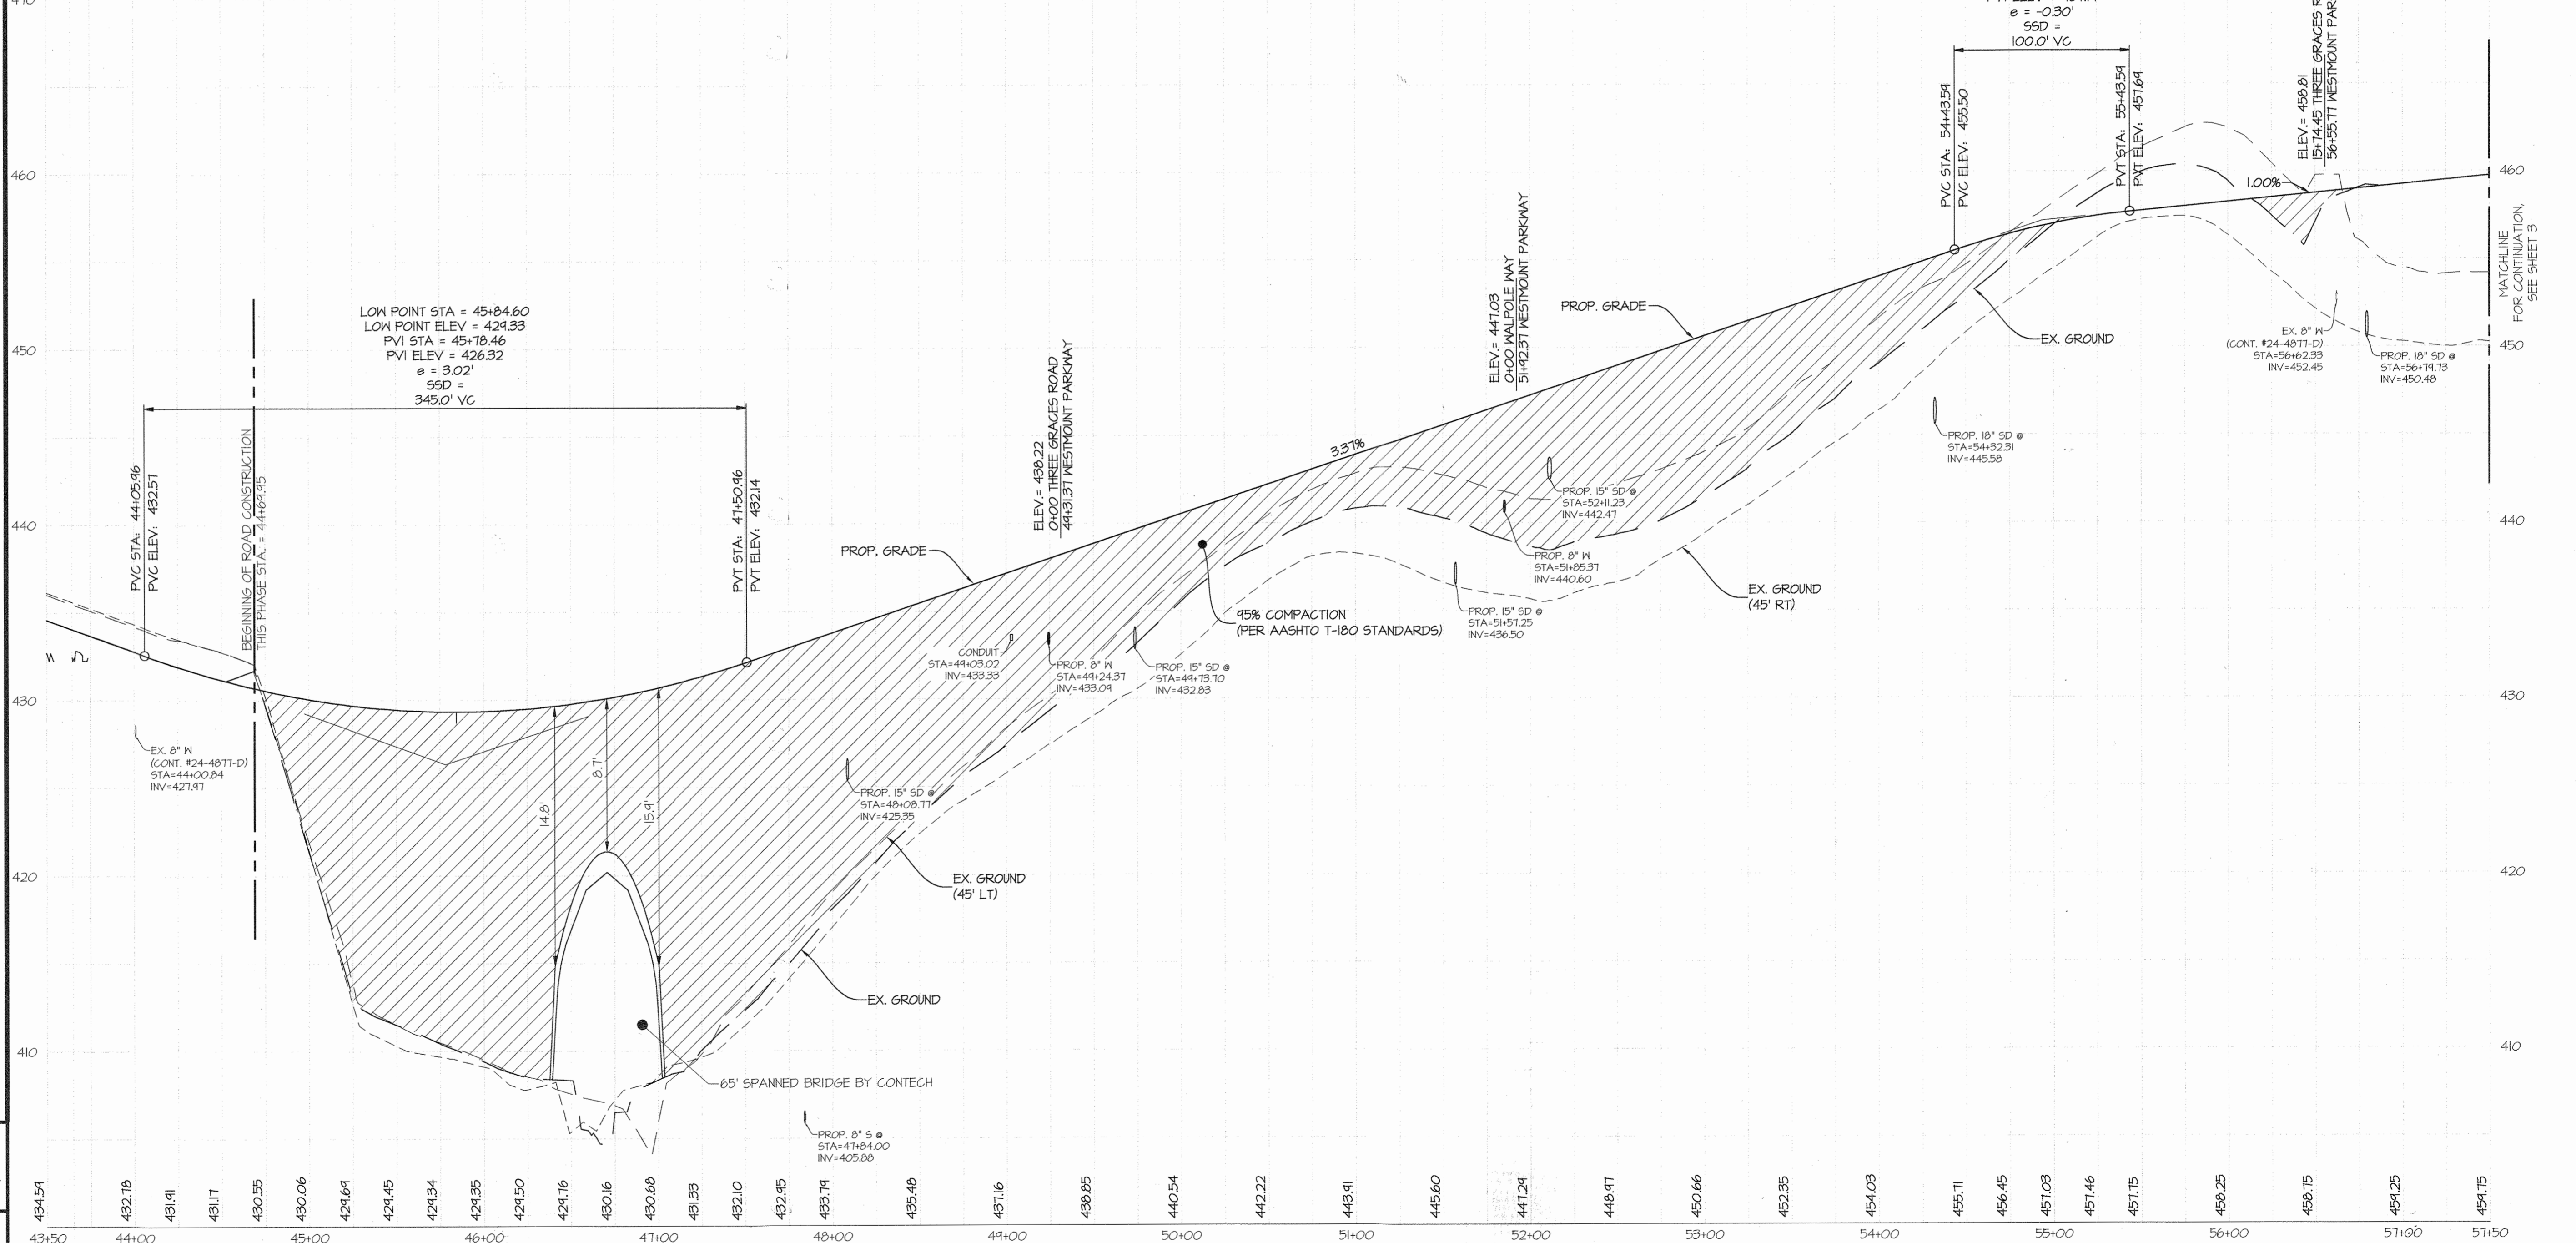 410
e = -0.30'
SSD =
100.0' VC
PVC STA: 54+43.59
PVC ELEV: 455.50
PVT STA: 55+43.59
PVT ELEV: 457.69
ELEV.= 458.81
15+74.45 THREE GRACES
56+55.77 WESTMOUNT
460
460
1.00%
MATCHLINE
FOR CONTINUATION,
SEE SHEET 3
LOW POINT STA = 45+84.60
LOW POINT ELEV = 429.33
PVI STA = 45+78.46
PVI ELEV = 426.32
e = 3.02'
SSD =
345.0' VC
ELEV.= 447.03
0+00 WALPOLE WAY
51+92.37 WESTMOUNT PARKWAY
PROP. GRADE
EX. GROUND
EX. 8" W
(CONT. #24-4877-D)
STA=56+62.33
INV=452.45
PROP. 18" SD @
STA=56+79.73
INV=450.48
450
450
ELEV.= 438.22
0+00 THREE GRACES ROAD
49+31.37 WESTMOUNT PARKWAY
PROP. 18" SD @
STA=54+32.31
INV=445.58
3.37%
PVC STA: 44+05.96
PVC ELEV: 432.57
BEGINNING OF ROAD CONSTRUCTION
THIS PHASE STA. = 44+69.95
PVT STA: 47+50.96
PVT ELEV: 432.14
PROP. 15" SD @
STA=52+11.23
INV=442.47
440
440
PROP. GRADE
PROP. 8" W
STA=51+85.37
INV=440.60
EX. GROUND
(45' RT)
95% COMPACTION
(PER AASHTO T-180 STANDARDS)
PROP. 15" SD @
STA=51+57.25
INV=436.50
CONDUIT
STA=49+03.02
INV=433.33
PROP. 8" W
STA=49+24.37
INV=433.09
PROP. 15" SD @
STA=49+73.70
INV=432.83
430
430
EX. 8" W
(CONT. #24-4877-D)
STA=44+00.84
INV=427.97
8.7'
14.8'
15.9'
PROP. 15" SD @
STA=48+08.77
INV=425.35
420
420
EX. GROUND
(45' LT)
EX. GROUND
410
410
65' SPANNED BRIDGE BY CONTECH
PROP. 8" S @
STA=47+84.00
INV=405.88
434.59 432.78 431.91 431.17 430.55 430.06 429.69 429.45 429.34 429.35 429.50 429.76 430.16 430.68 431.33 432.10 432.95 433.79 435.48 437.16 438.85 440.54 442.22 443.91 445.60 447.29 448.97 450.66 452.35 454.03 455.71 456.45 457.03 457.46 457.75 458.25 458.75 459.25 459.75
43+50 44+00 45+00 46+00 47+00 48+00 49+00 50+00 51+00 52+00 53+00 54+00 55+00 56+00 57+00 57+50